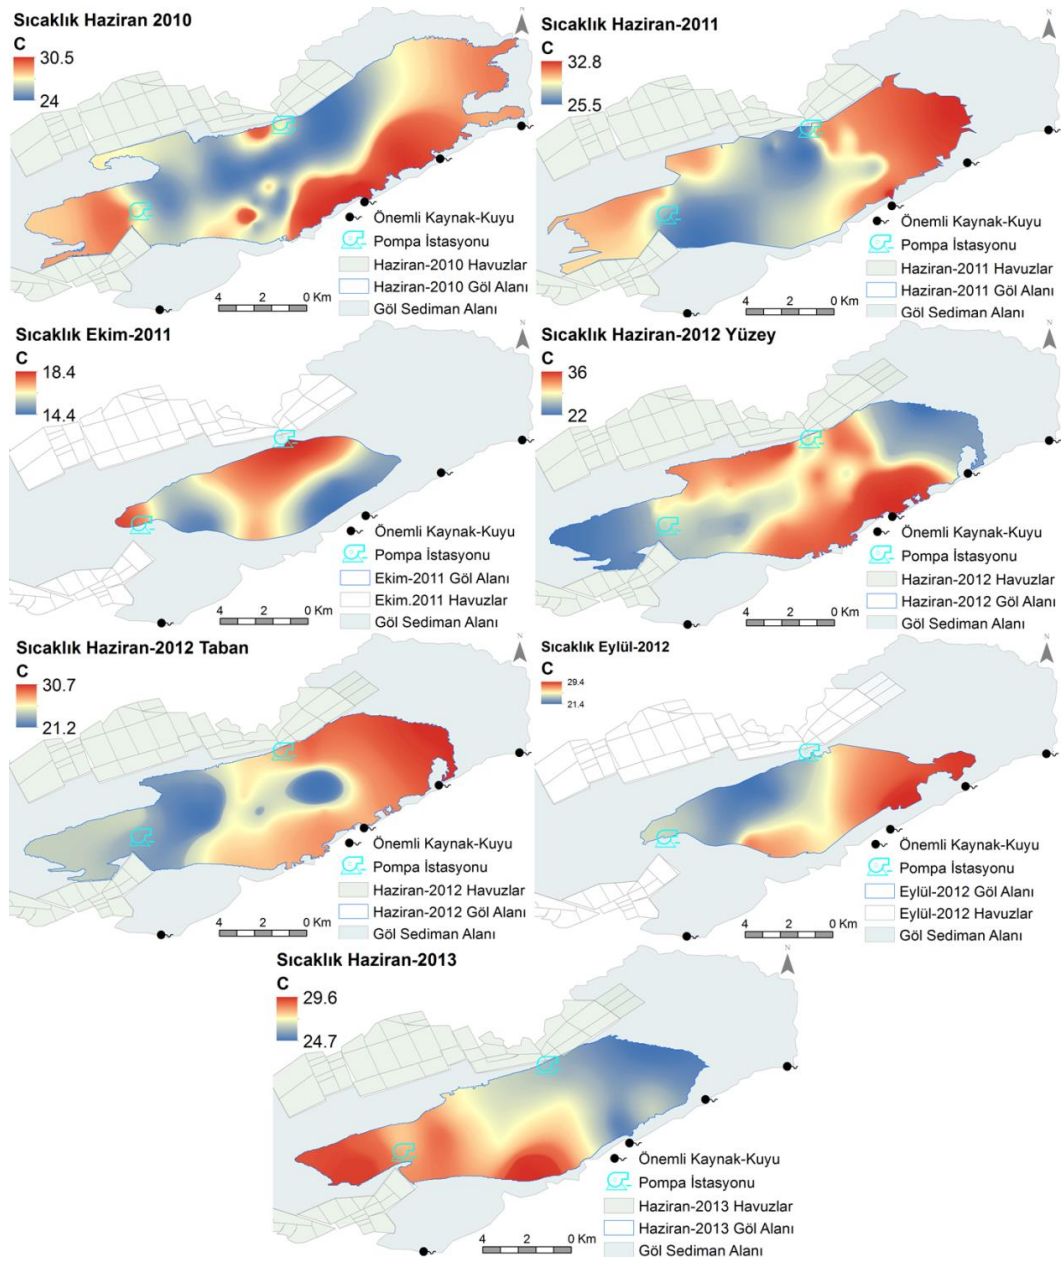 Sıcaklık Haziran 2010
C
30.5
24
N
Önemli Kaynak-Kuyu
Pompa İstasyonu
Haziran-2010 Havuzlar
Haziran-2010 Göl Alanı
Göl Sediman Alanı
4 2 0 Km
Sıcaklık Haziran-2011
C
32.8
25.5
N
Önemli Kaynak-Kuyu
Pompa İstasyonu
Haziran-2011 Havuzlar
Haziran-2011 Göl Alanı
Göl Sediman Alanı
4 2 0 Km
Sıcaklık Ekim-2011
C
18.4
14.4
N
Önemli Kaynak-Kuyu
Pompa İstasyonu
Ekim-2011 Göl Alanı
Ekim.2011 Havuzlar
Göl Sediman Alanı
4 2 0 Km
Sıcaklık Haziran-2012 Yüzey
C
36
22
N
Önemli Kaynak-Kuyu
Pompa İstasyonu
Haziran-2012 Havuzlar
Haziran-2012 Göl Alanı
Göl Sediman Alanı
4 2 0 Km
Sıcaklık Haziran-2012 Taban
C
30.7
21.2
N
Önemli Kaynak-Kuyu
Pompa İstasyonu
Haziran-2012 Havuzlar
Haziran-2012 Göl Alanı
Göl Sediman Alanı
4 2 0 Km
Sıcaklık Eylül-2012
C
29.4
21.4
N
Önemli Kaynak-Kuyu
Pompa İstasyonu
Eylül-2012 Göl Alanı
Eylül-2012 Havuzlar
Göl Sediman Alanı
4 2 0 Km
Sıcaklık Haziran-2013
C
29.6
24.7
N
Önemli Kaynak-Kuyu
Pompa İstasyonu
Haziran-2013 Havuzlar
Haziran-2013 Göl Alanı
Göl Sediman Alanı
4 2 0 Km